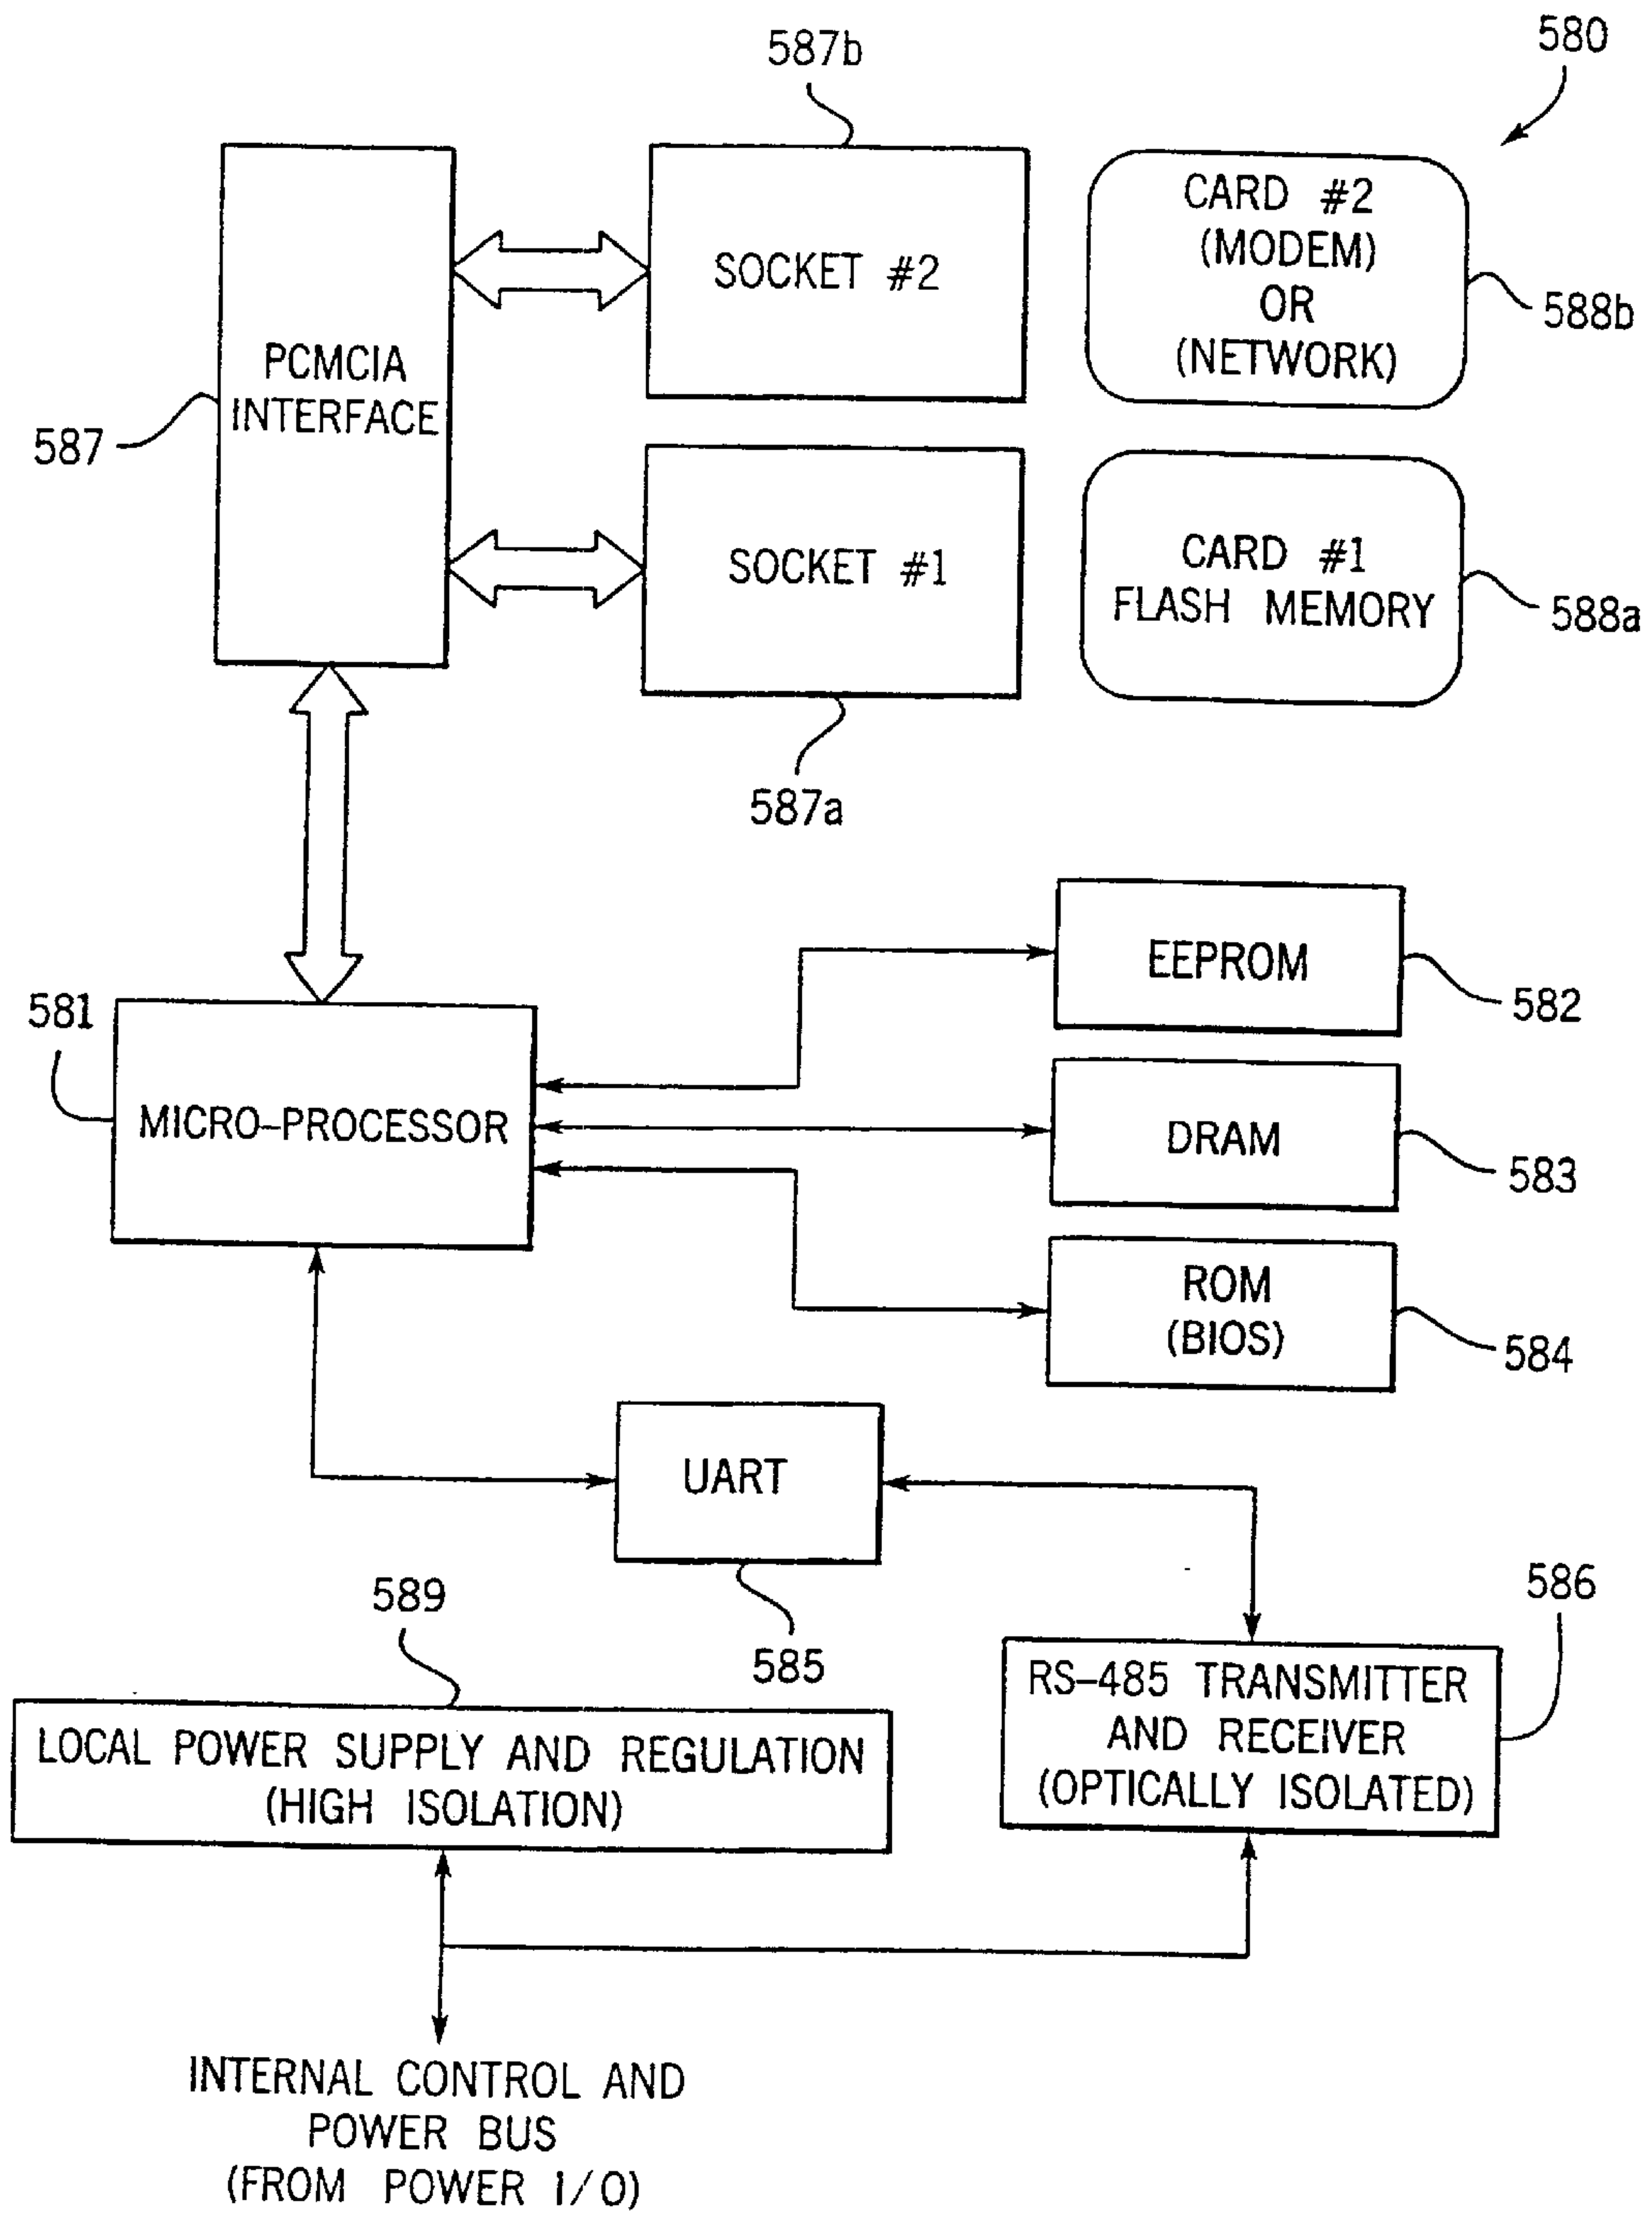 587b
580
CARD #2
(MODEM)
OR
(NETWORK)
588b
SOCKET #2
PCMCIA
INTERFACE
587
SOCKET #1
CARD #1
FLASH MEMORY
588a
587a
EEPROM
582
581
MICRO-PROCESSOR
DRAM
583
ROM
(BIOS)
584
UART
585
589
586
LOCAL POWER SUPPLY AND REGULATION
(HIGH ISOLATION)
RS-485 TRANSMITTER
AND RECEIVER
(OPTICALLY ISOLATED)
INTERNAL CONTROL AND
POWER BUS
(FROM POWER I/O)